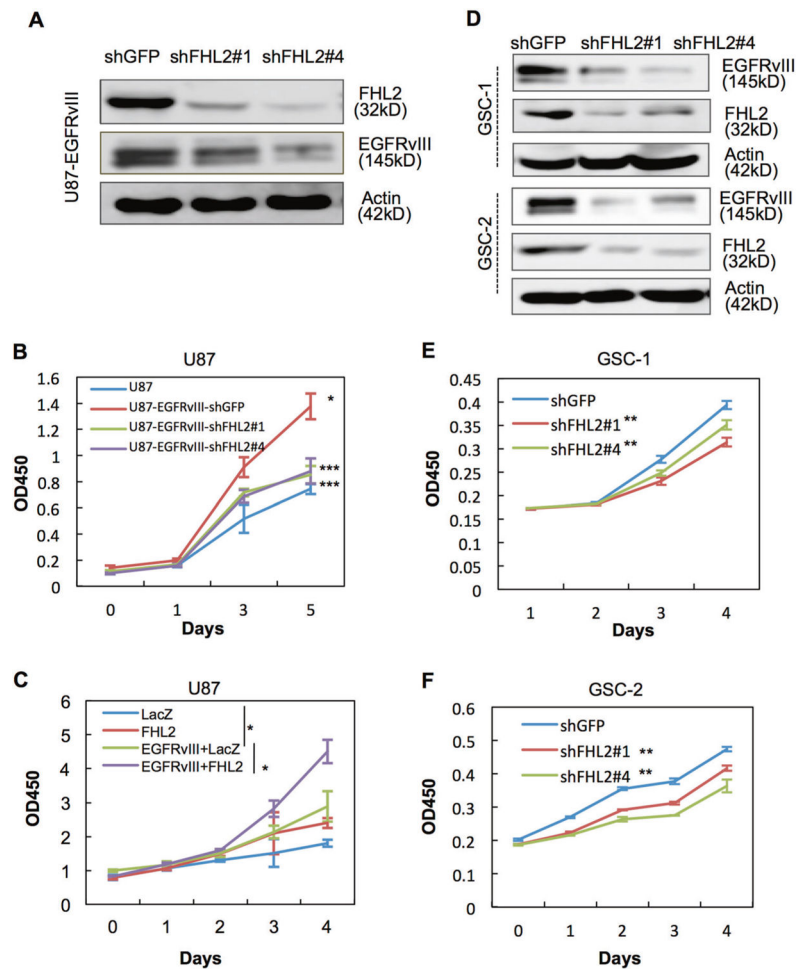 A
shGFP shFHL2#1 shFHL2#4
U87-EGFRvIII
FHL2
(32kD)
EGFRvIII
(145kD)
Actin
(42kD)
D
shGFP shFHL2#1 shFHL2#4
GSC-1
EGFRvIII
(145kD)
FHL2
(32kD)
Actin
(42kD)
GSC-2
EGFRvIII
(145kD)
FHL2
(32kD)
Actin
(42kD)
B
U87
OD450
1.6
1.4
1.2
1
0.8
0.6
0.4
0.2
0
U87
U87-EGFRvIII-shGFP
U87-EGFRvIII-shFHL2#1
U87-EGFRvIII-shFHL2#4
*
***
***
0 1 3 5
Days
E
GSC-1
OD450
0.45
0.4
0.35
0.3
0.25
0.2
0.15
0.1
0.05
0
shGFP
shFHL2#1 **
shFHL2#4 **
1 2 3 4
Days
C
U87
OD450
6
5
4
3
2
1
0
LacZ
FHL2
EGFRvIII+LacZ
EGFRvIII+FHL2
*
*
0 1 2 3 4
Days
F
GSC-2
OD450
0.6
0.5
0.4
0.3
0.2
0.1
0
shGFP
shFHL2#1 **
shFHL2#4 **
0 1 2 3 4
Days